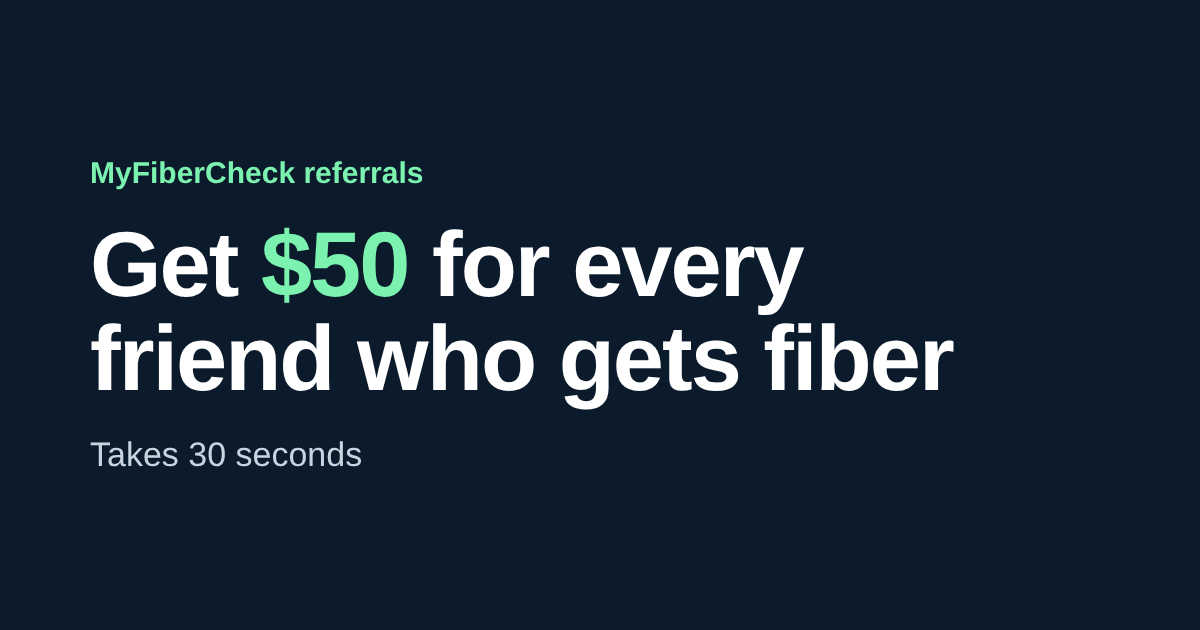 MyFiberCheck referrals
Get $50 for every
friend who gets fiber
Takes 30 seconds